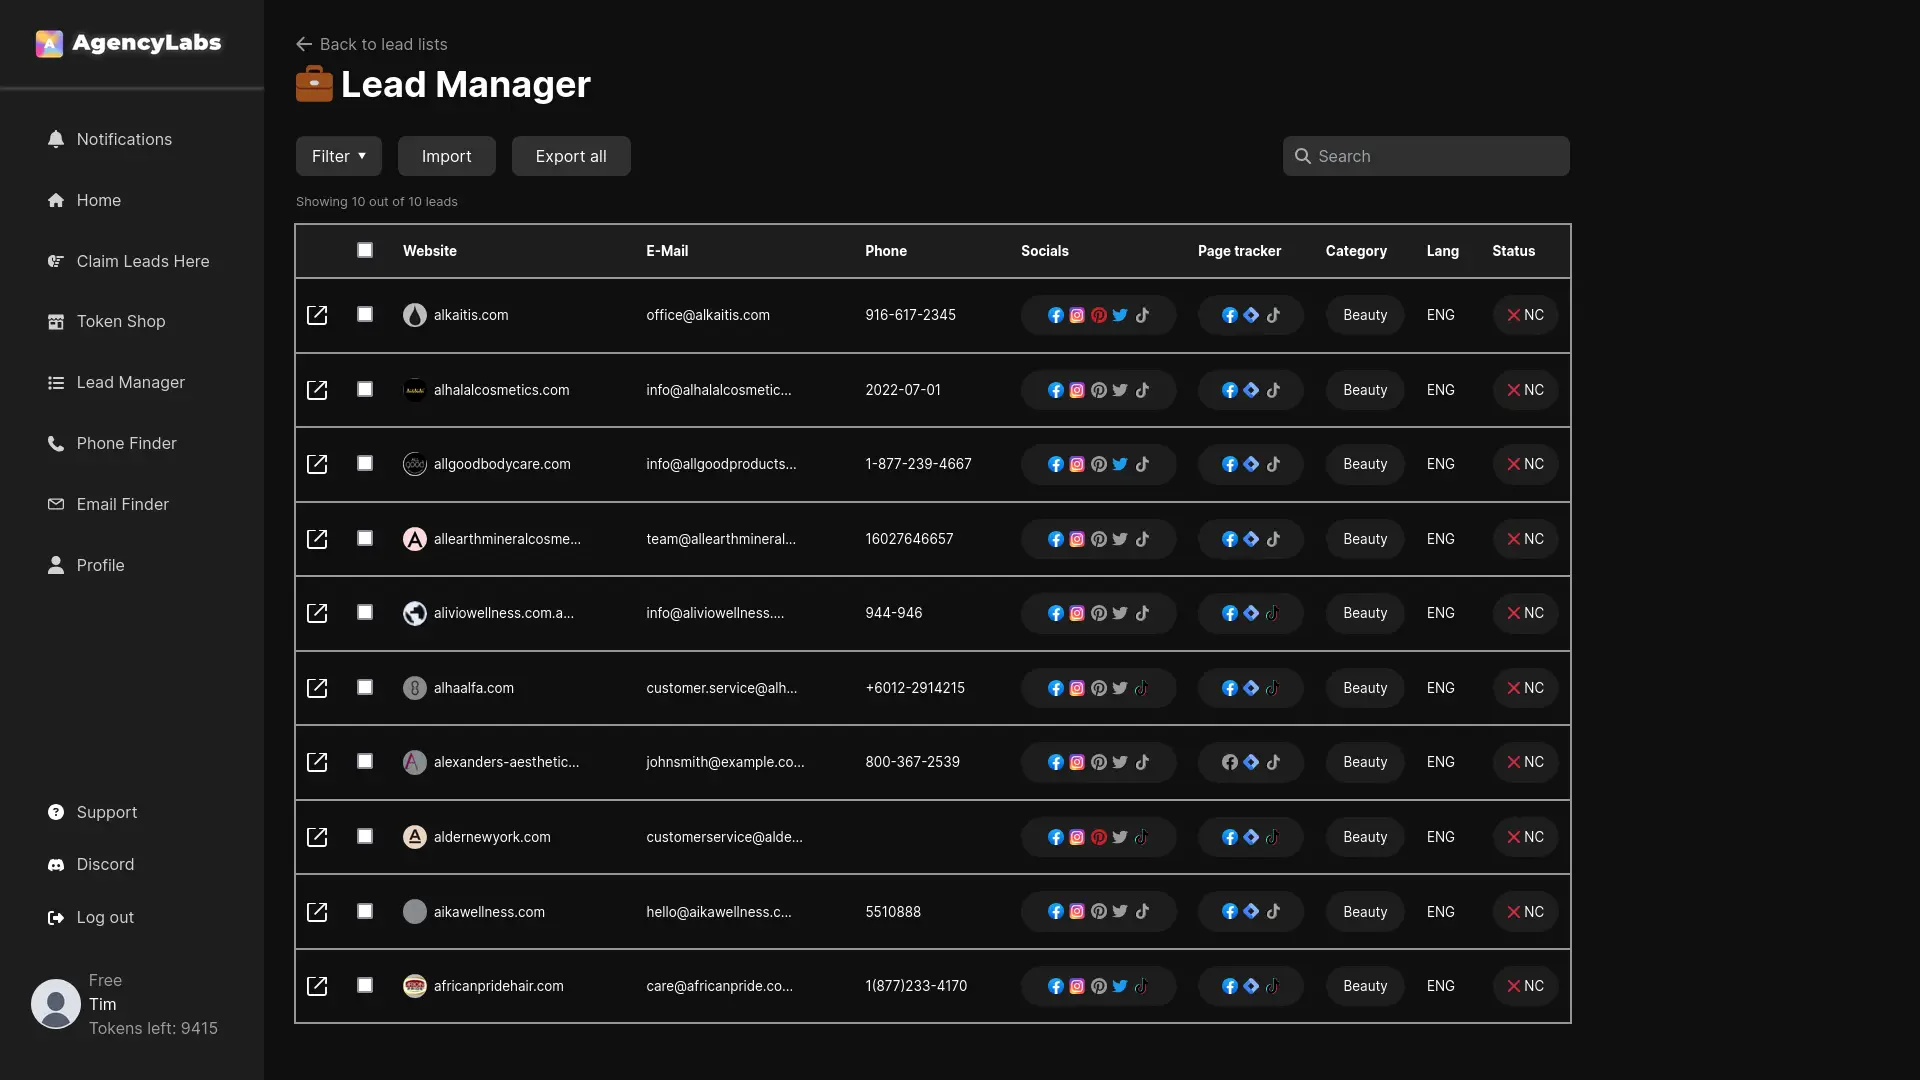 AgencyLabs
Notifications
Home
Claim Leads Here
Token Shop
Lead Manager
Phone Finder
Email Finder
Profile
Support
Discord
Log out
Free
Tim
Tokens left: 9415
Back to lead lists
Lead Manager
Filter ▼ Import Export all Search
Showing 10 out of 10 leads
Website E-Mail Phone Socials Page tracker Category Lang Status
alkaitis.com office@alkaitis.com 916-617-2345 Beauty ENG NC
alhalalcosmetics.com info@alhalalcosmetic... 2022-07-01 Beauty ENG NC
allgoodbodycare.com info@allgoodproducts... 1-877-239-4667 Beauty ENG NC
allearthmineralcosme... team@allearthmineral... 16027646657 Beauty ENG NC
aliviowellness.com.a... info@aliviowellness.... 944-946 Beauty ENG NC
alhaalfa.com customer.service@alh... +6012-2914215 Beauty ENG NC
alexanders-aesthetic... johnsmith@example.co... 800-367-2539 Beauty ENG NC
aldernewyork.com customerservice@alde... Beauty ENG NC
aikawellness.com hello@aikawellness.c... 5510888 Beauty ENG NC
africanpridehair.com care@africanpride.co... 1(877)233-4170 Beauty ENG NC